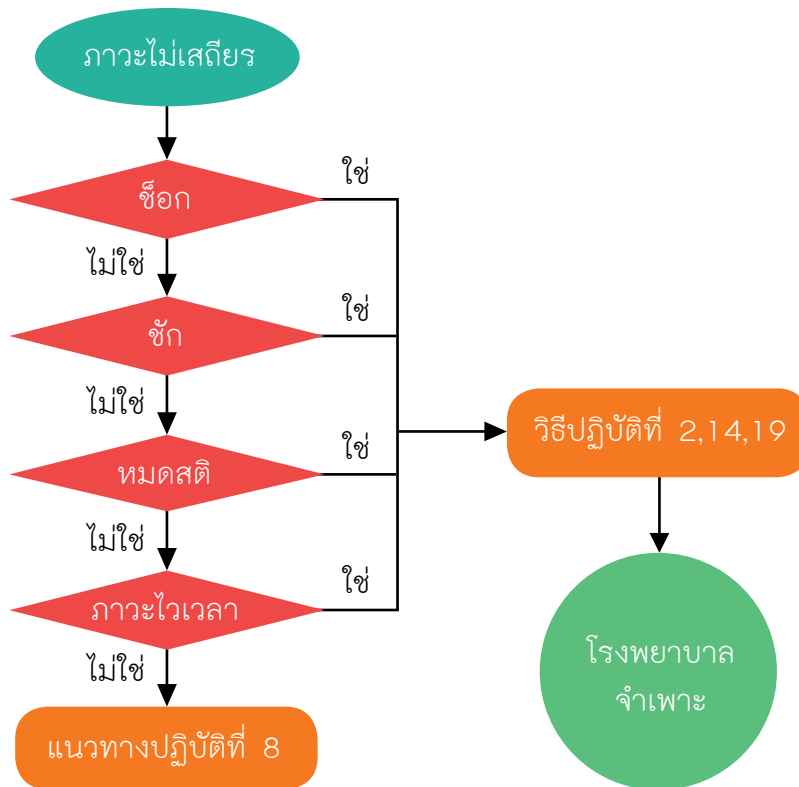 ภาวะไม่เสถียร
ช็อก
ใช่
ไม่ใช่
ชัก
ใช่
ไม่ใช่
หมดสติ
ใช่
ไม่ใช่
ภาวะไวเวลา
ใช่
ไม่ใช่
แนวทางปฏิบัติที่ 8
วิธีปฏิบัติที่ 2,14,19
โรงพยาบาล
จำเพาะ